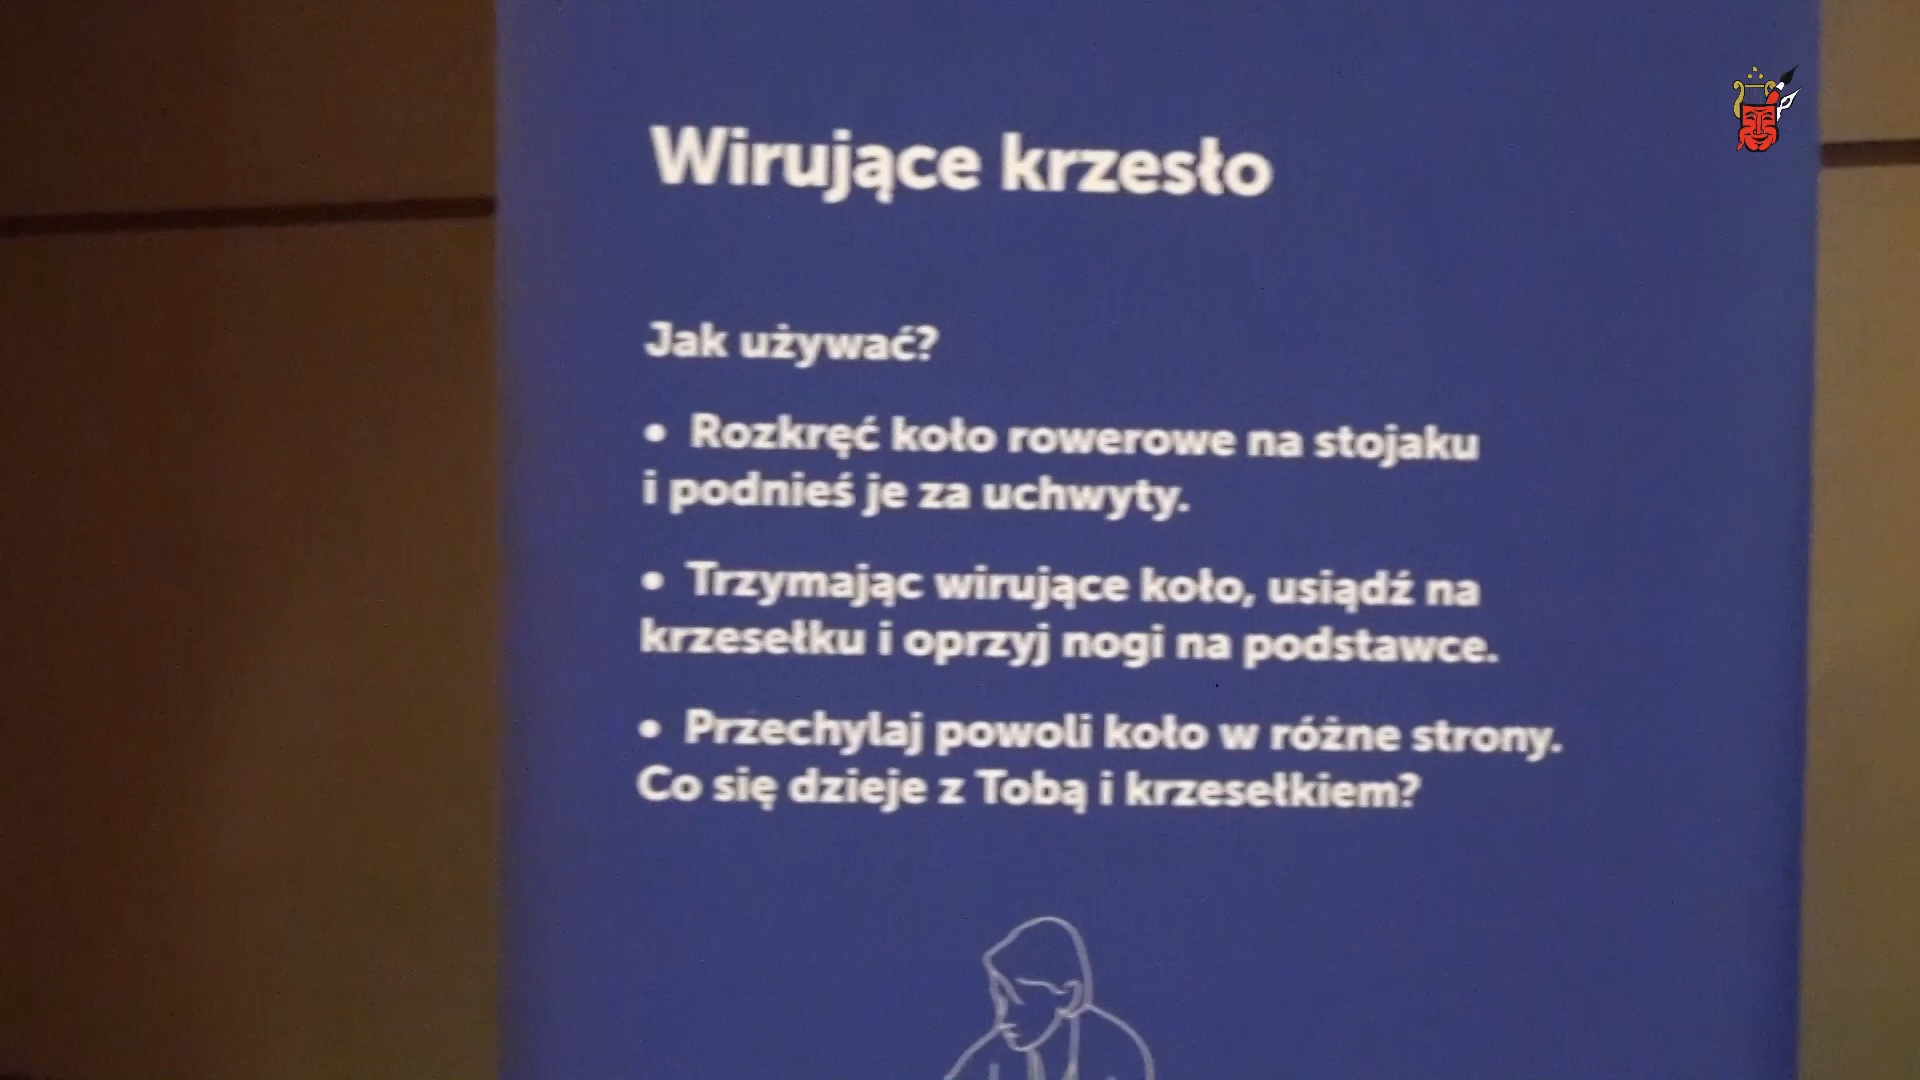 Wirujące krzesło
Jak używać?
• Rozkręć koło rowerowe na stojaku
i podnieś je za uchwyty.
• Trzymając wirujące koło, usiądź na
krzesełku i oprzyj nogi na podstawce.
• Przechylaj powoli koło w różne strony.
Co się dzieje z Tobą i krzesełkiem?